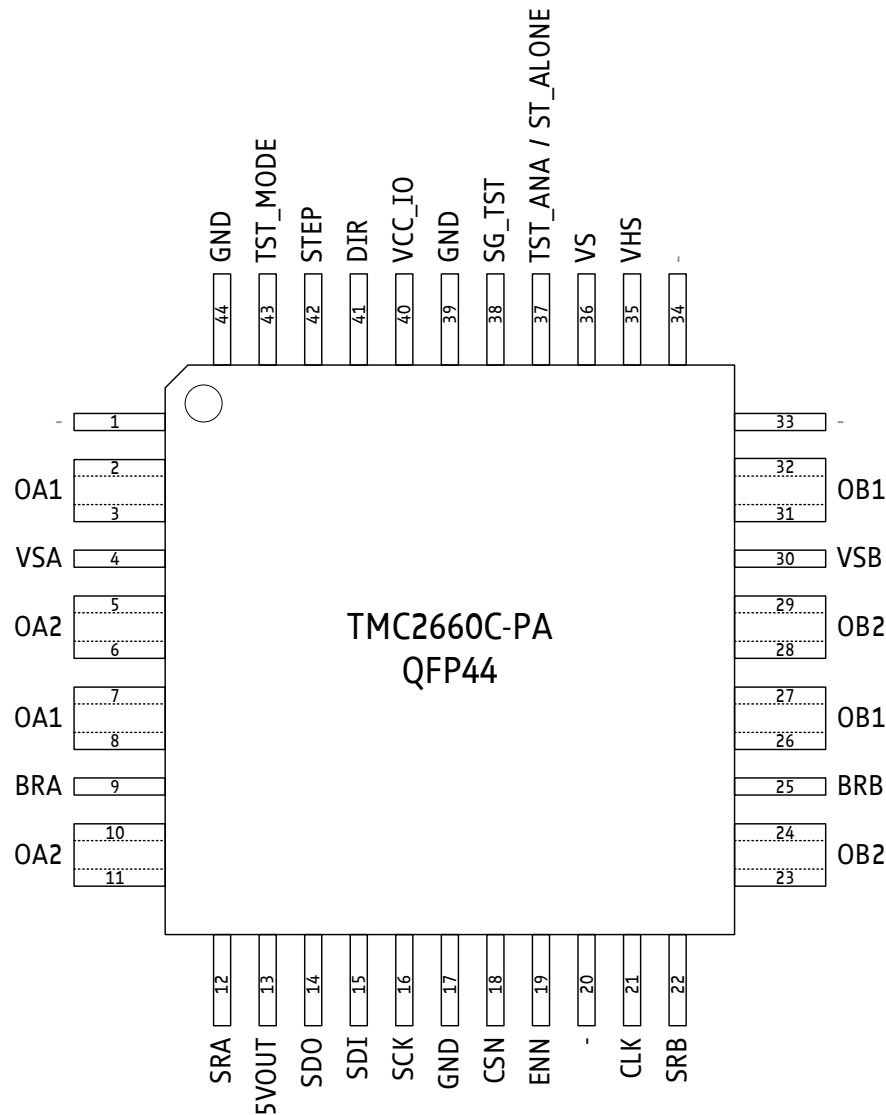 GND
TST_MODE
STEP
DIR
VCC_IO
GND
SG_TST
TST_ANA / ST_ALONE
VS
VHS
-
44
43
42
41
40
39
38
37
36
35
34
- 1
2
OA1
3
VSA 4
5
OA2
6
7
OA1
8
BRA 9
10
OA2
11
TMC2660C-PA
QFP44
33 -
32
OB1
31
30 VSB
29
OB2
28
27
OB1
26
25 BRB
24
OB2
23
12
13
14
15
16
17
18
19
20
21
22
SRA
5VOUT
SDO
SDI
SCK
GND
CSN
ENN
-
CLK
SRB